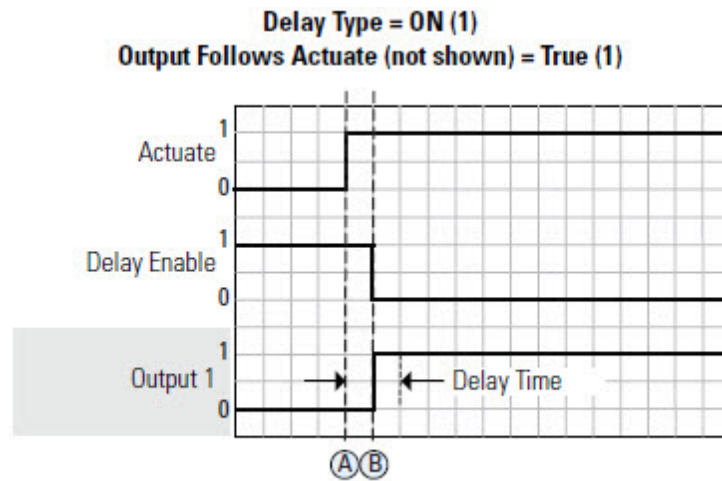 Delay Type = ON (1)
Output Follows Actuate (not shown) = True (1)
1
Actuate
0
1
Delay Enable
0
1
Output 1
Delay Time
0
A B